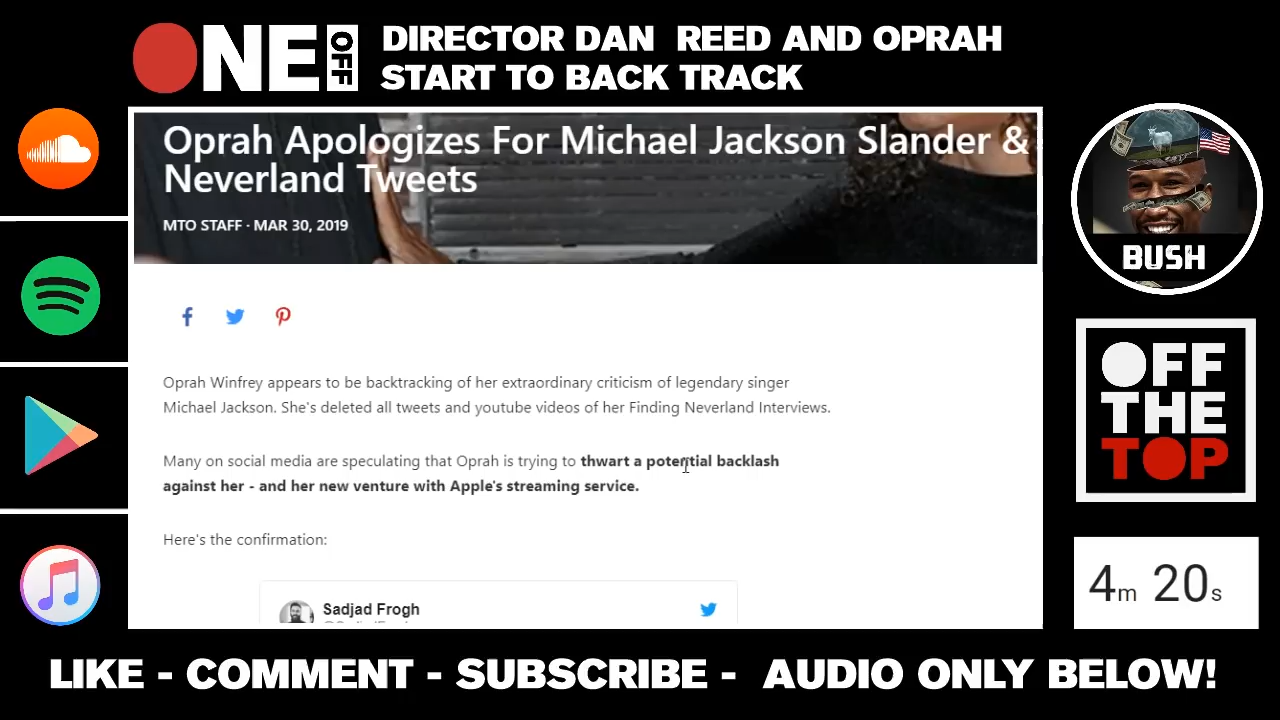 ONE OFF
DIRECTOR DAN REED AND OPRAH
START TO BACK TRACK
Oprah Apologizes For Michael Jackson Slander &
Neverland Tweets
MTO STAFF · MAR 30, 2019
Oprah Winfrey appears to be backtracking of her extraordinary criticism of legendary singer
Michael Jackson. She's deleted all tweets and youtube videos of her Finding Neverland Interviews.
Many on social media are speculating that Oprah is trying to thwart a potential backlash
against her - and her new venture with Apple's streaming service.
Here's the confirmation:
Sadjad Frogh
BUSH
OFF
THE
TOP
4m 20s
LIKE - COMMENT - SUBSCRIBE - AUDIO ONLY BELOW!